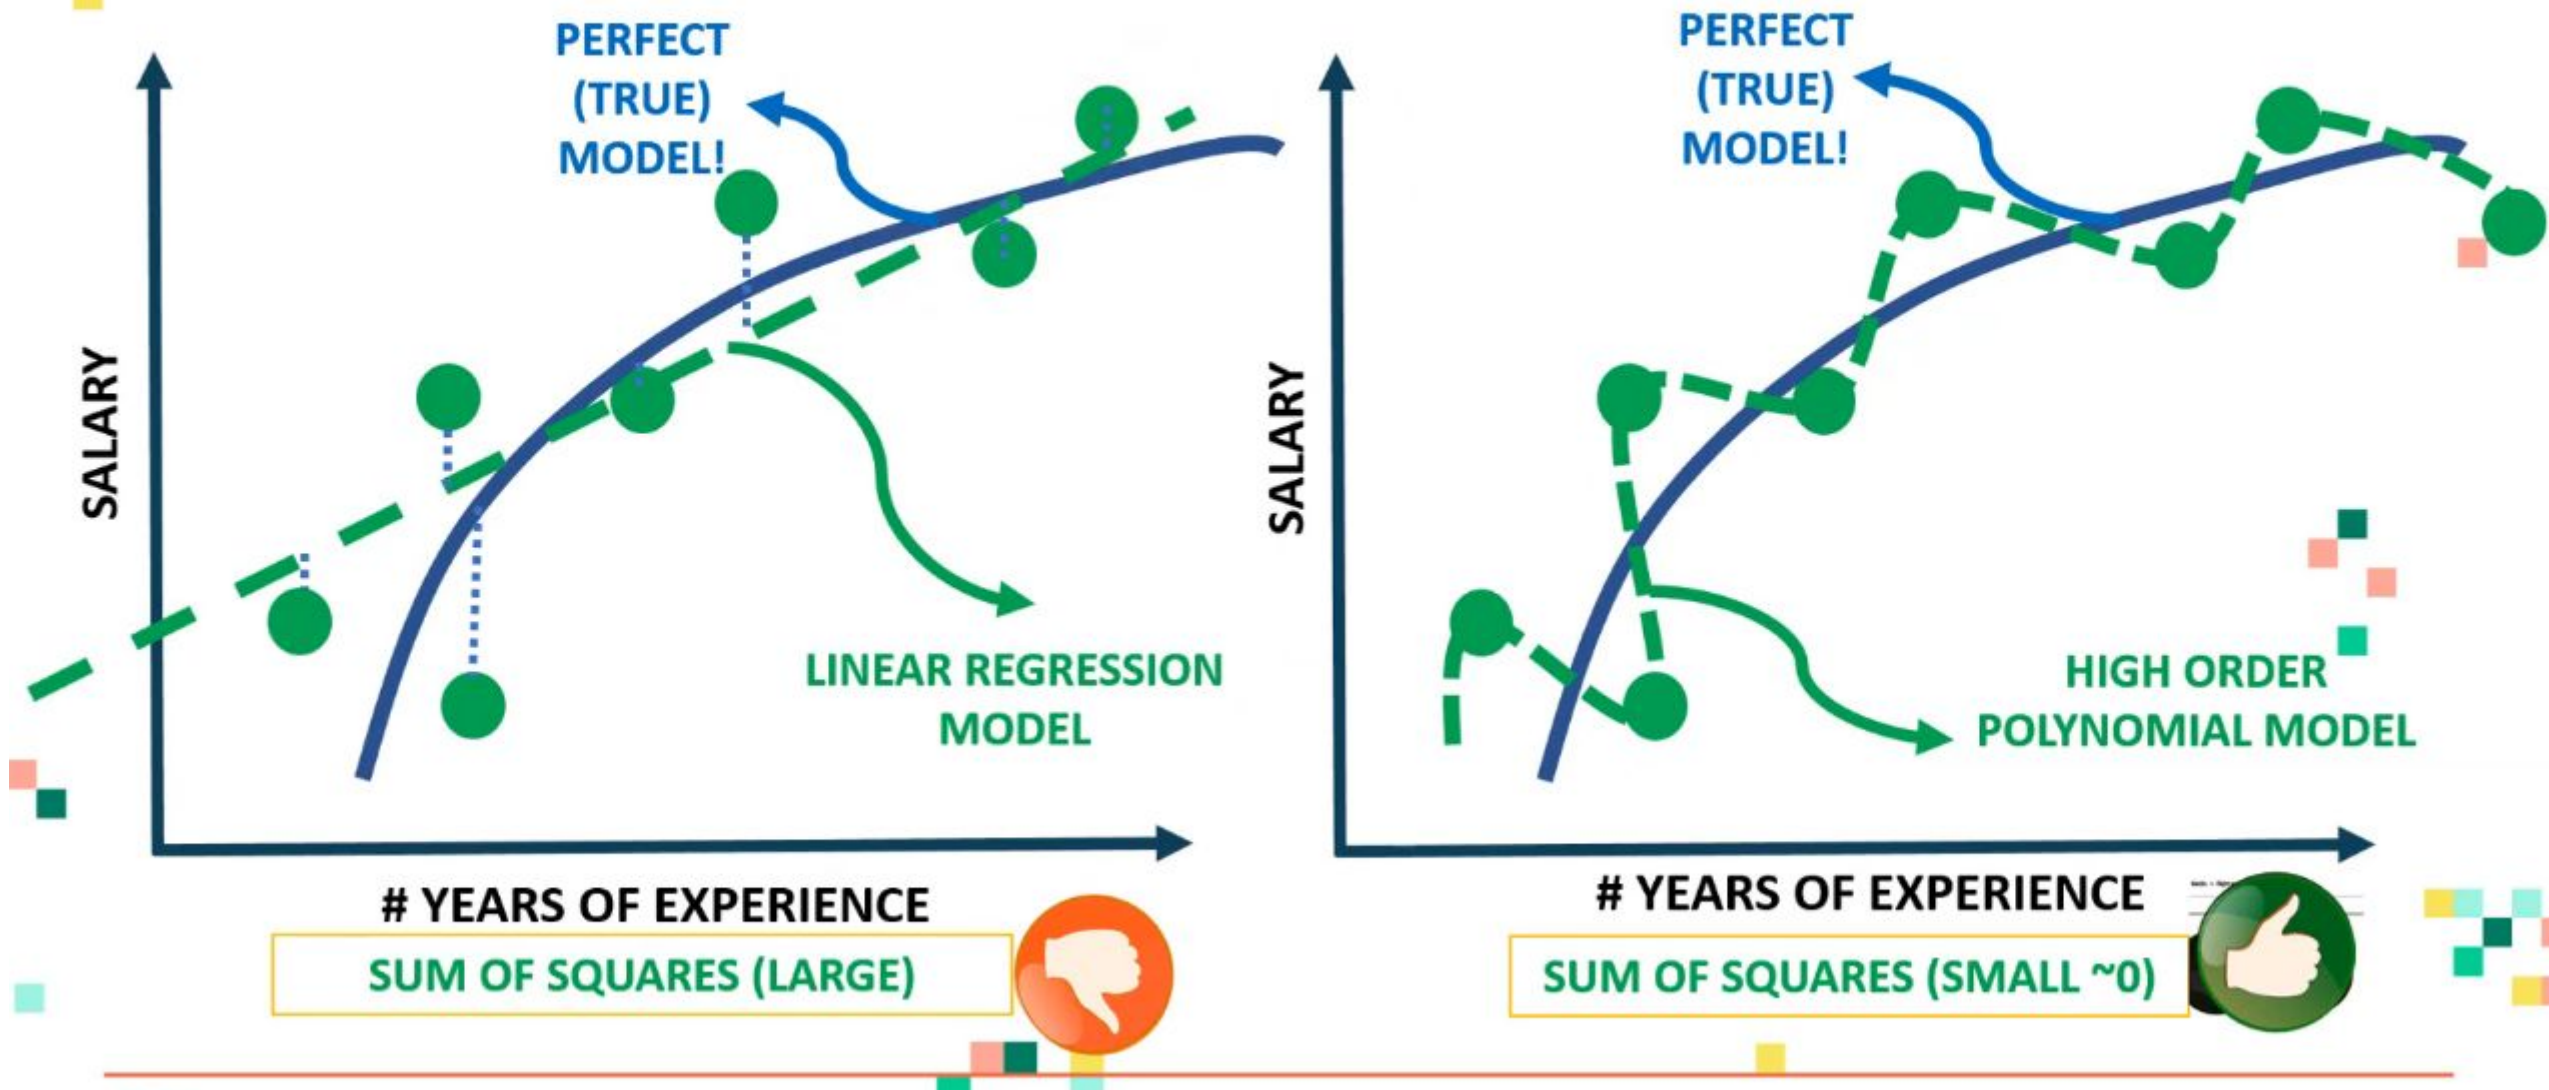 PERFECT
(TRUE)
MODEL!
SALARY
LINEAR REGRESSION
MODEL
# YEARS OF EXPERIENCE
SUM OF SQUARES (LARGE)
PERFECT
(TRUE)
MODEL!
SALARY
HIGH ORDER
POLYNOMIAL MODEL
# YEARS OF EXPERIENCE
SUM OF SQUARES (SMALL ~0)